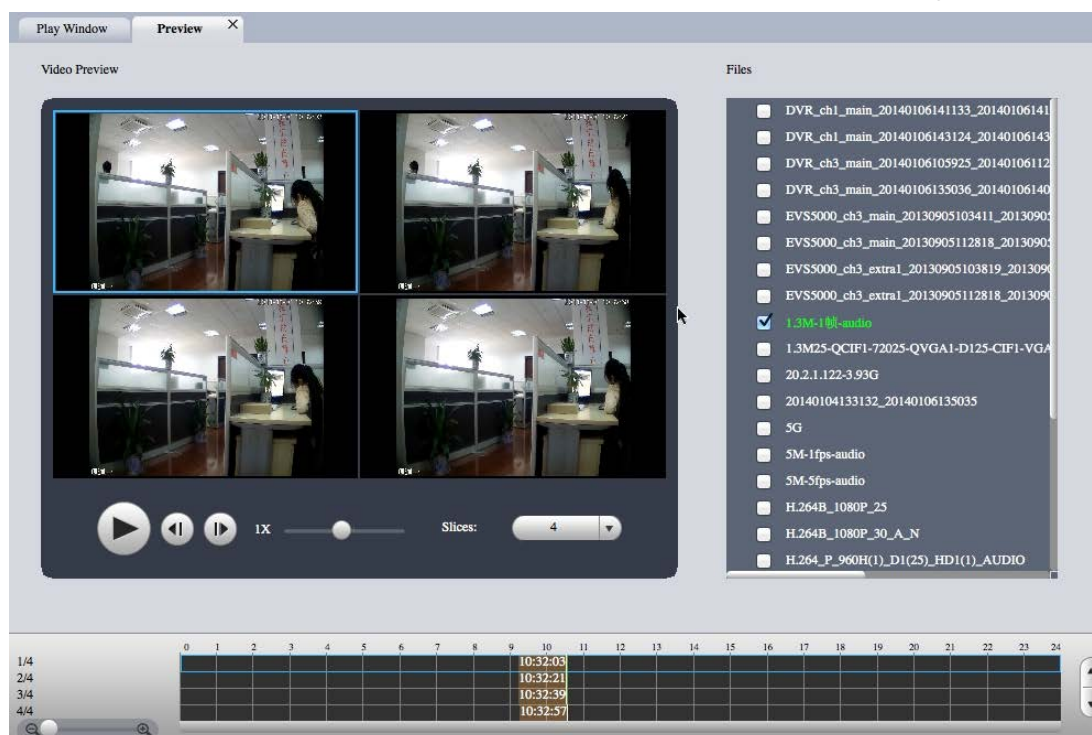 Play Window
Preview
Video Preview
Files
DVR_ch1_main_20140106141133_20140106141
DVR_ch1_main_20140106143124_20140106143
DVR_ch3_main_20140106105925_20140106112
DVR_ch3_main_20140106135036_20140106140
EVS5000_ch3_main_20130905103411_2013090
EVS5000_ch3_main_20130905112818_2013090
EVS5000_ch3_extra1_20130905103819_201309
EVS5000_ch3_extra1_20130905112818_201309
1.3M-1帧-audio
1.3M25-QCIF1-72025-QVGA1-D125-CIF1-VGA
20.2.1.122-3.93G
20140104133132_20140106135035
5G
5M-1fps-audio
5M-5fps-audio
H.264B_1080P_25
H.264B_1080P_30_A_N
H.264_P_960H(1)_D1(25)_HD1(1)_AUDIO
1X
Slices:
4
0 1 2 3 4 5 6 7 8 9 10 11 12 13 14 15 16 17 18 19 20 21 22 23 24
1/4 10:32:03
2/4 10:32:21
3/4 10:32:39
4/4 10:32:57